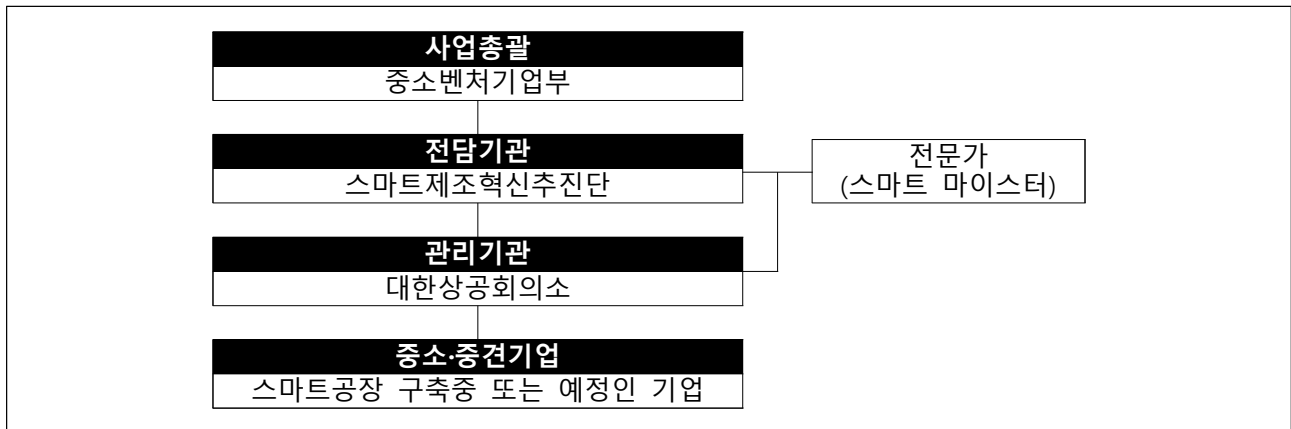 사업총괄
중소벤처기업부
전담기관
스마트제조혁신추진단
전문가
(스마트 마이스터)
관리기관
대한상공회의소
중소·중견기업
스마트공장 구축중 또는 예정인 기업